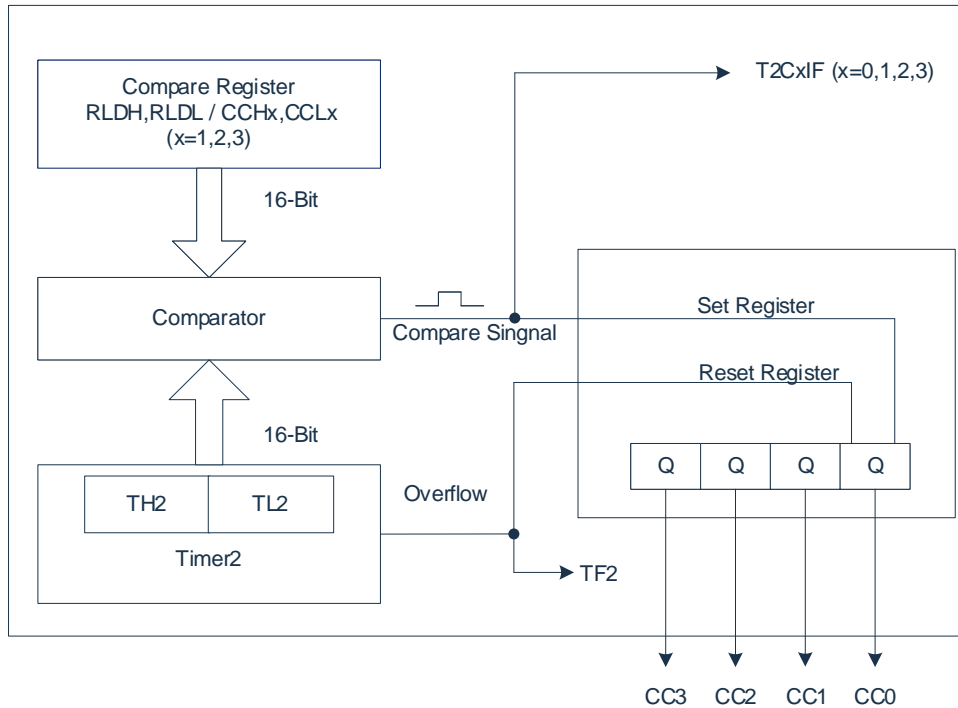 Compare Register
RLDH,RLDL / CCHx,CCLx
(x=1,2,3)
T2CxIF (x=0,1,2,3)
16-Bit
Comparator
Compare Singnal
Set Register
Reset Register
16-Bit
TH2
TL2
Timer2
Overflow
TF2
Q
Q
Q
Q
CC3
CC2
CC1
CC0